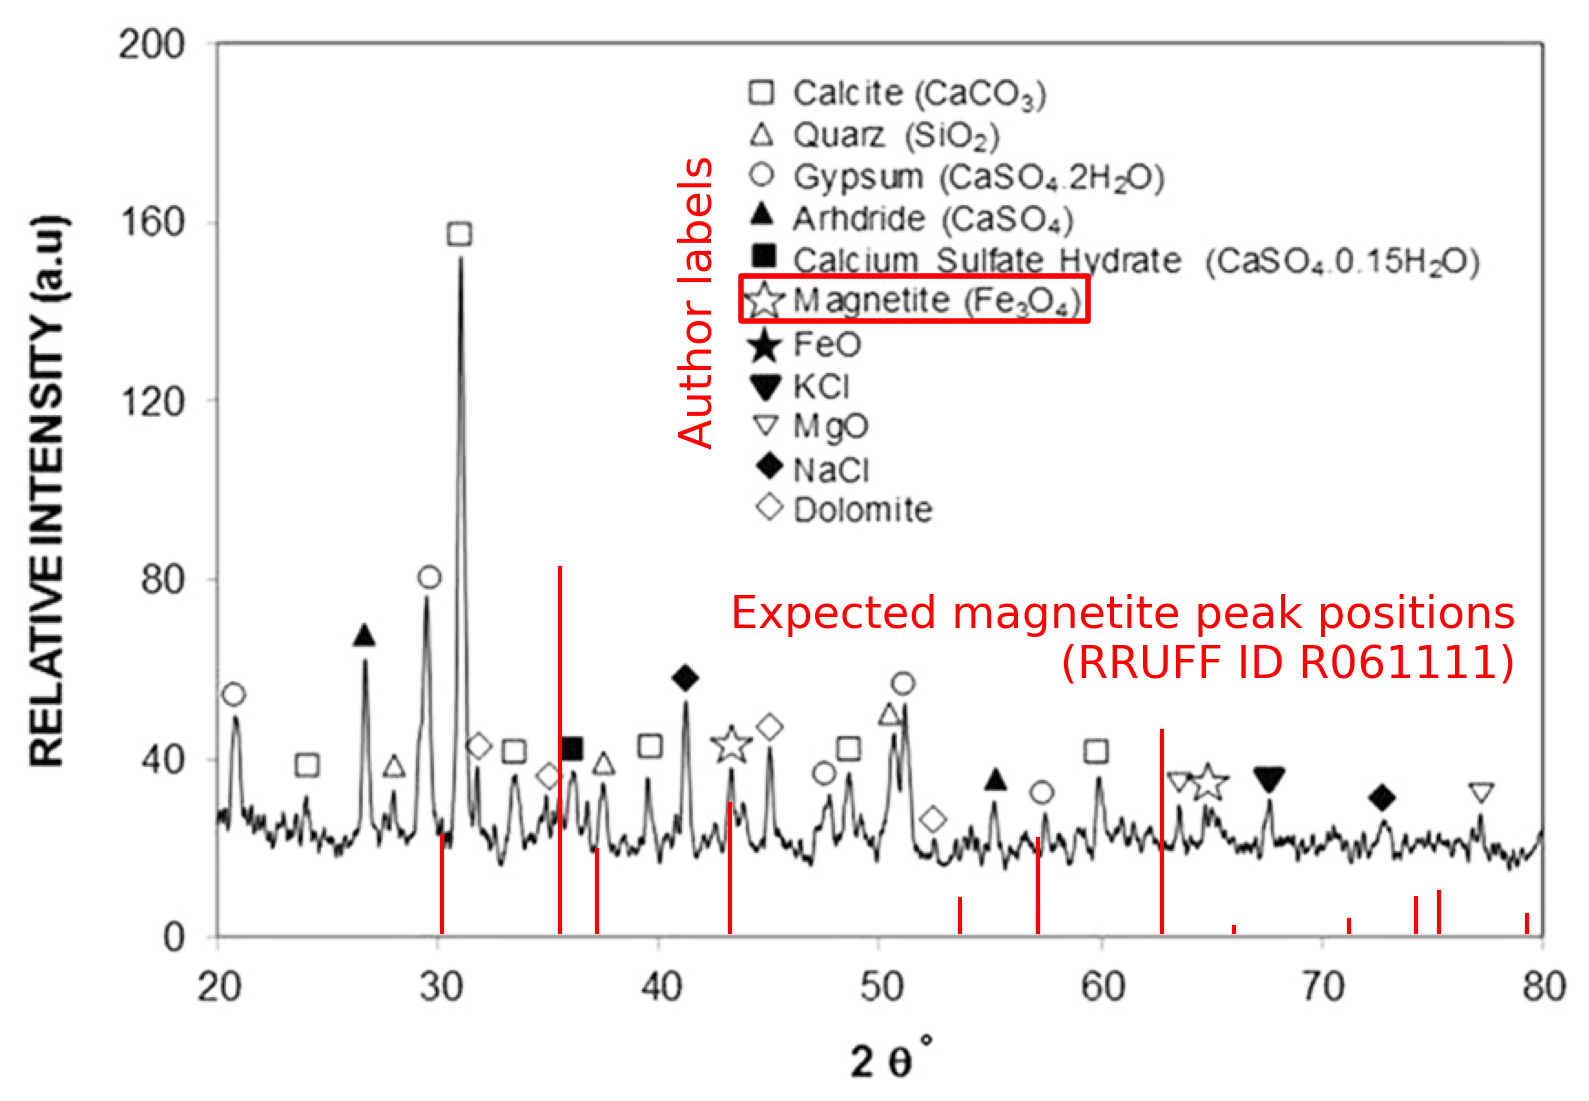 200
160
120
80
40
0
RELATIVE INTENSITY (a.u)
Author labels
Calcite (CaCO₃)
Quarz (SiO₂)
Gypsum (CaSO₄.2H₂O)
Arhdride (CaSO₄)
Calcium Sulfate Hydrate (CaSO₄.0.15H₂O)
Magnetite (Fe₃O₄)
FeO
KCl
MgO
NaCl
Dolomite
Expected magnetite peak positions
(RRUFF ID R061111)
20 30 40 50 60 70 80
2 θ°